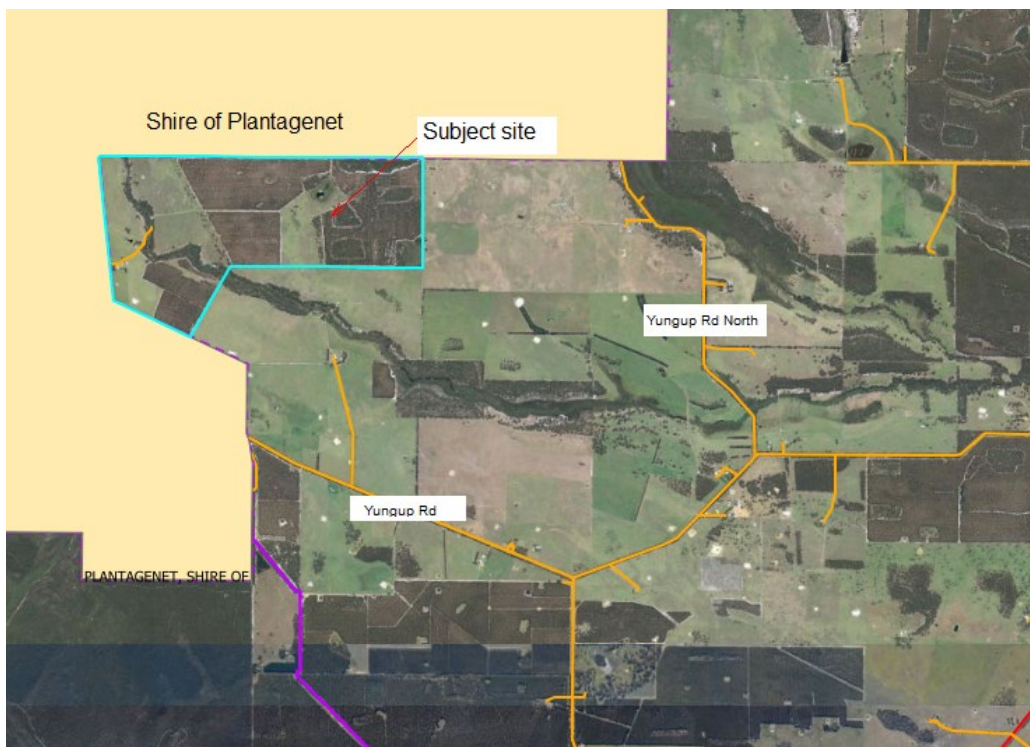 Shire of Plantagenet
Subject site
Yungup Rd North
Yungup Rd
PLANTAGENET, SHIRE OF